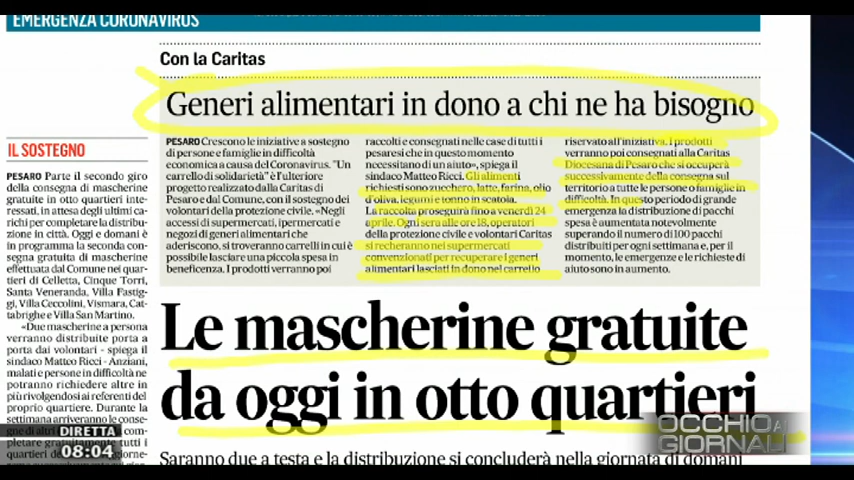 EMERGENZA CORONAVIRUS
Con la Caritas
Generi alimentari in dono a chi ne ha bisogno
PESARO Crescono le iniziative a sostegno
di persone e famiglie in difficoltà
economica a causa del Coronavirus. "Un
carrello di solidarietà" è l'ulteriore
progetto realizzato dalla Caritas di
Pesaro e dal Comune, con il sostegno dei
volontari della protezione civile. «Negli
accessi di supermercati, ipermercati e
negozi di generi alimentari che
aderiscono, si troveranno carrelli in cui è
possibile lasciare una piccola spesa in
beneficenza. I prodotti verranno poi
raccolti e consegnati nelle case di tutti i
pesaresi che in questo momento
necessitano di un aiuto», spiega il
sindaco Matteo Ricci. Gli alimenti
richiesti sono zucchero, latte, farina, olio
d'oliva, legumi e tonno in scatola.
La raccolta proseguirà fino a venerdì 24
aprile. Ogni sera alle ore 18, operatori
della protezione civile e volontari Caritas
si recheranno nei supermercati
convenzionati per recuperare i generi
alimentari lasciati in dono nel carrello
riservato all'iniziativa. I prodotti
verranno poi consegnati alla Caritas
Diocesana di Pesaro che si occuperà
successivamente della consegna sul
territorio a tutte le persone o famiglie in
difficoltà. In questo periodo di grande
emergenza la distribuzione di pacchi
spesa è aumentata notevolmente
superando il numero di 100 pacchi
distribuiti per ogni settimana e, per il
momento, le emergenze e le richieste di
aiuto sono in aumento.
IL SOSTEGNO
PESARO Parte il secondo giro
della consegna di mascherine
gratuite in otto quartieri inte-
ressati, in attesa degli ultimi ca-
richi per completare la distribu-
zione in città. Oggi e domani è
in programma la seconda con-
segna gratuita di mascherine
effettuata dal Comune nei quar-
tieri di Celletta, Cinque Torri,
Santa Veneranda, Villa Fastig-
gi, Villa Ceccolini, Vismara, Cat-
tabrighe e Villa San Martino.
«Due mascherine a persona
verranno distribuite porta a
porta dai volontari - spiega il
sindaco Matteo Ricci - Anziani,
malati e persone in difficoltà ne
potranno richiedere altre in
più rivolgendosi ai referenti del
proprio quartiere. Durante la
settimana arriveranno le conse-
gne di altri
pletare gratuitamente tutti i
quartieri
Le mascherine gratuite
da oggi in otto quartieri
Saranno due a testa e la distribuzione si concluderà nella giornata di domani
DIRETTA
08:04
OCCHIO AI
GIORNALI